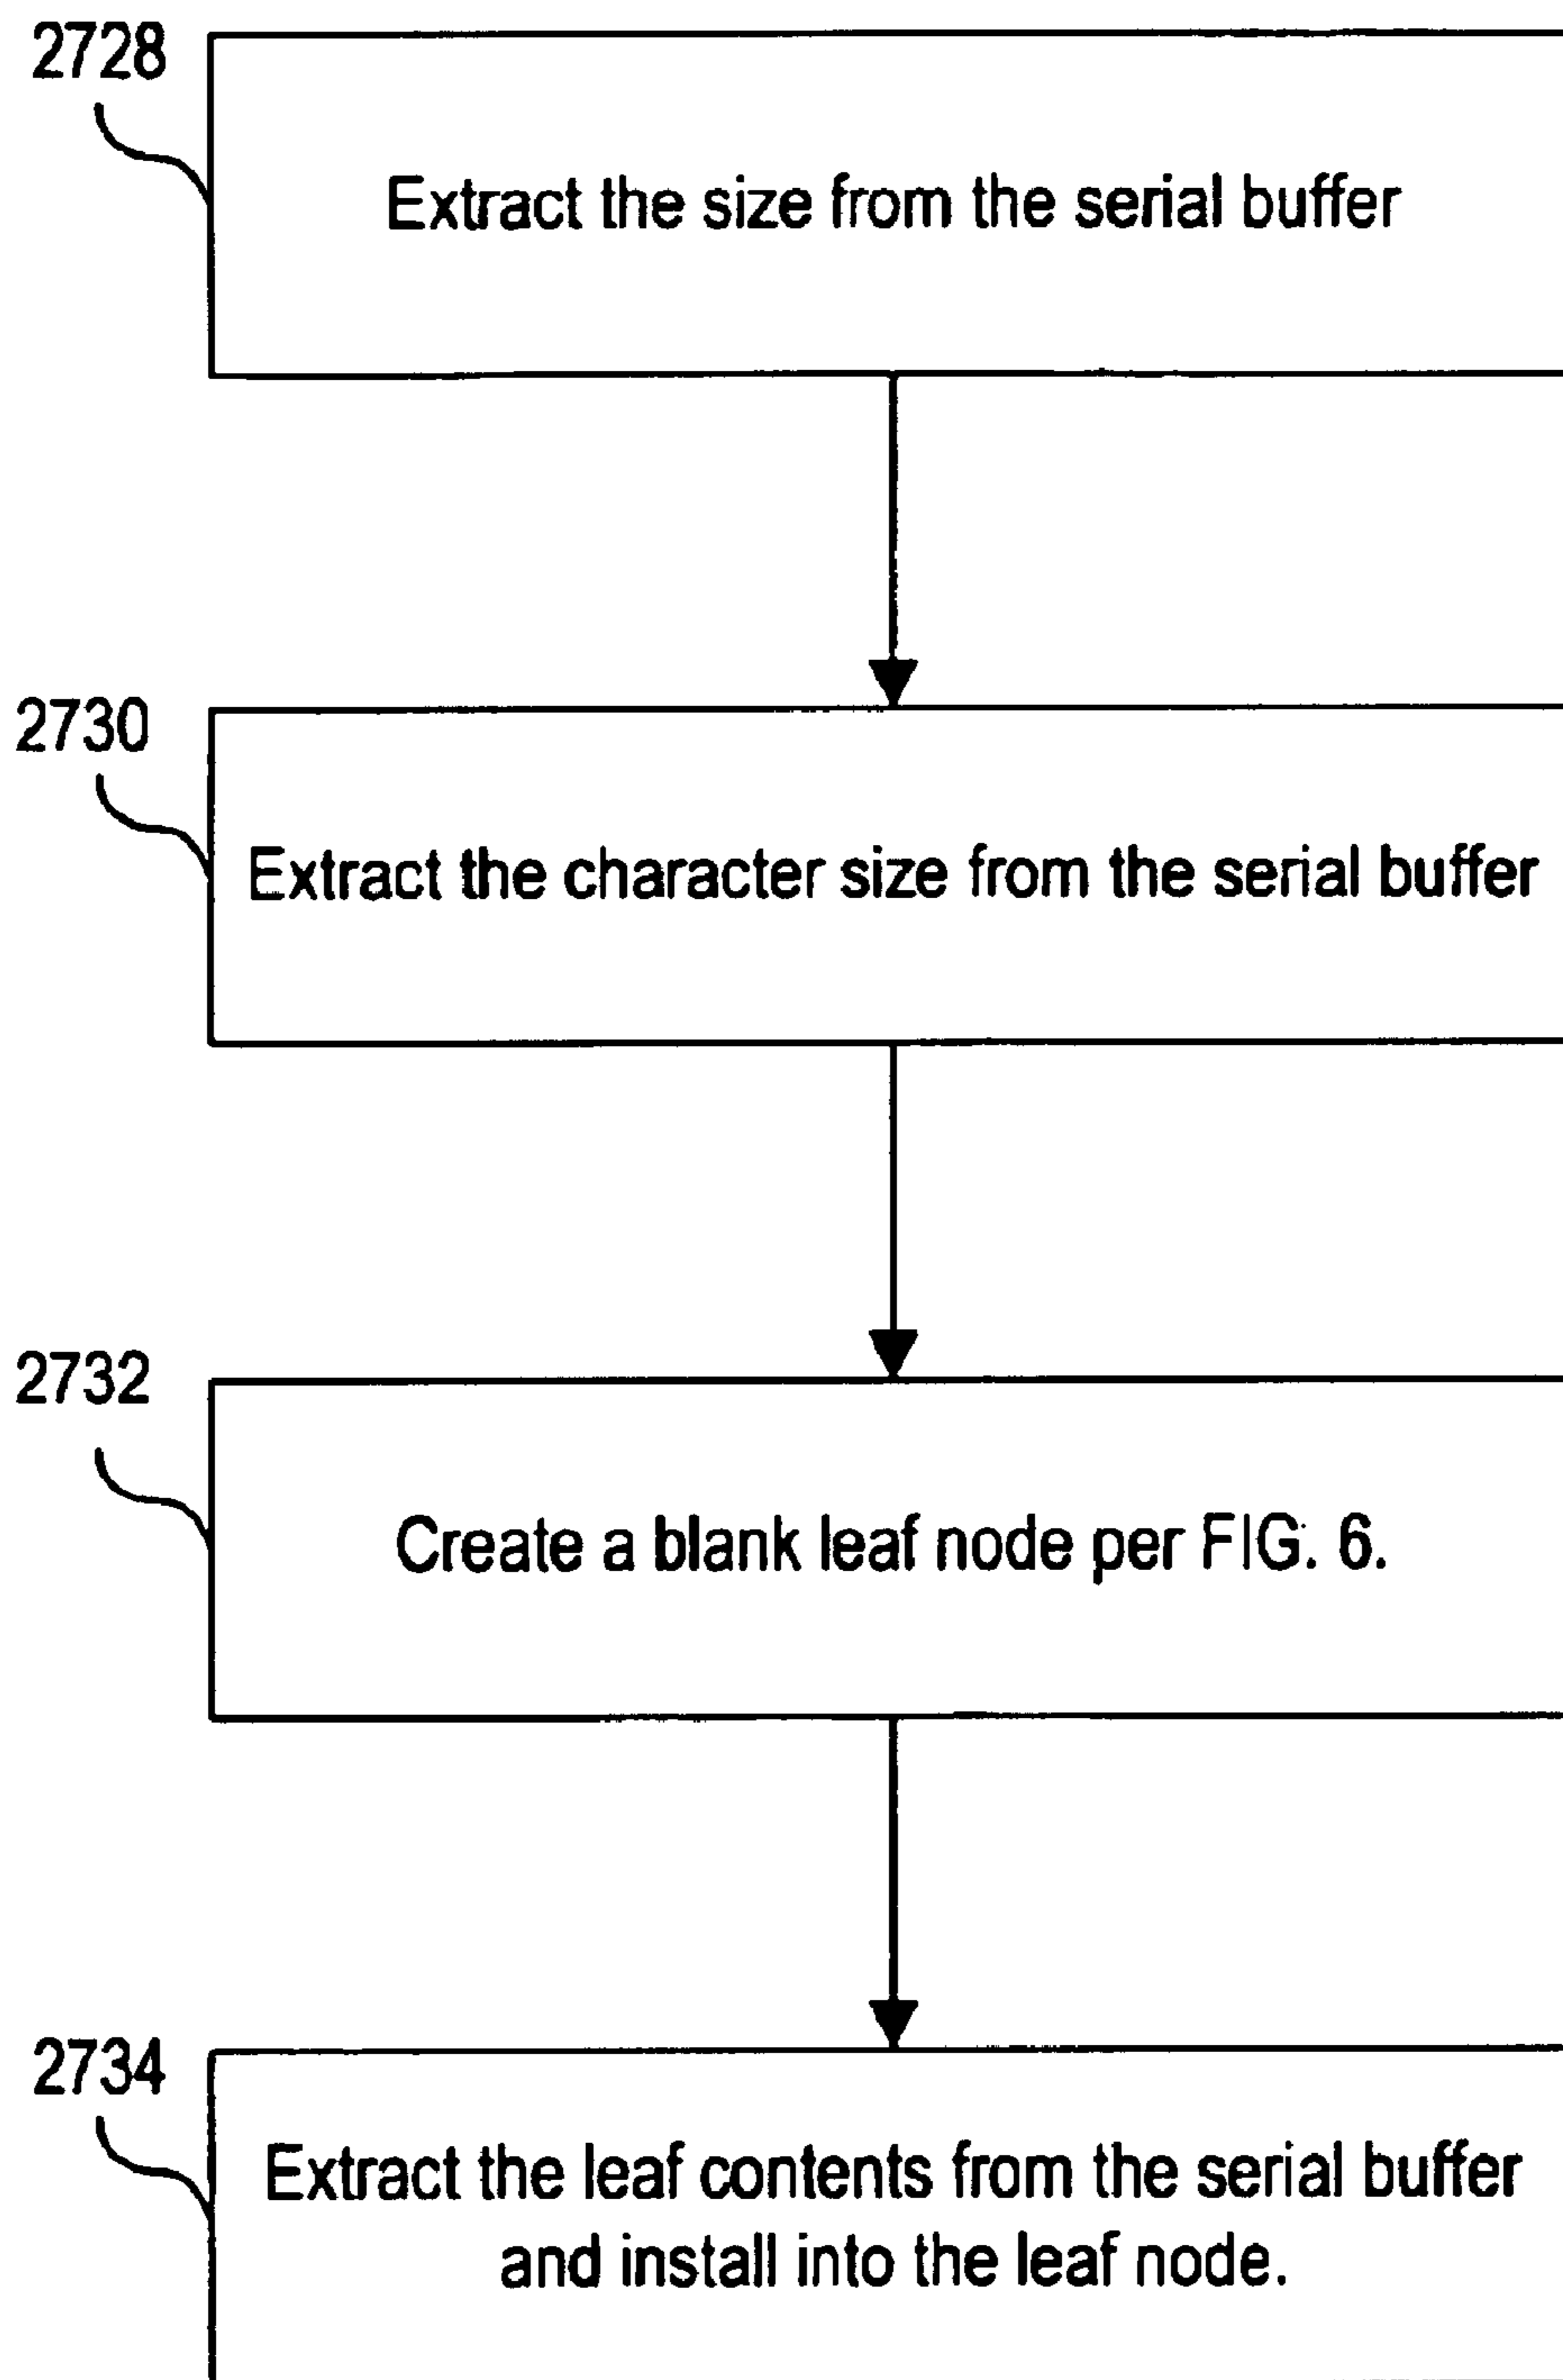 2728
Extract the size from the serial buffer
2730
Extract the character size from the serial buffer
2732
Create a blank leaf node per FIG. 6.
2734
Extract the leaf contents from the serial buffer
and install into the leaf node.